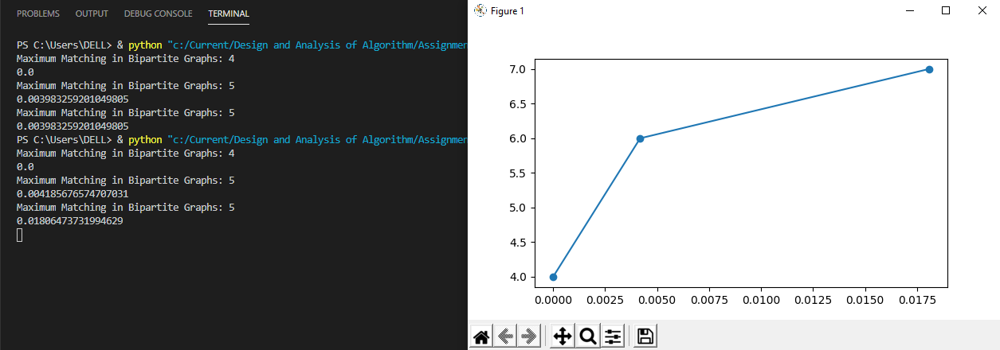 PROBLEMS OUTPUT DEBUG CONSOLE TERMINAL
PS C:\Users\DELL> & python "c:/Current/Design and Analysis of Algorithm/Assignmen
Maximum Matching in Bipartite Graphs: 4
0.0
Maximum Matching in Bipartite Graphs: 5
0.003983259201049805
Maximum Matching in Bipartite Graphs: 5
0.003983259201049805
PS C:\Users\DELL> & python "c:/Current/Design and Analysis of Algorithm/Assignmen
Maximum Matching in Bipartite Graphs: 4
0.0
Maximum Matching in Bipartite Graphs: 5
0.004185676574707031
Maximum Matching in Bipartite Graphs: 5
0.01806473731994629
Figure 1
7.0
6.5
6.0
5.5
5.0
4.5
4.0
0.0000 0.0025 0.0050 0.0075 0.0100 0.0125 0.0150 0.0175